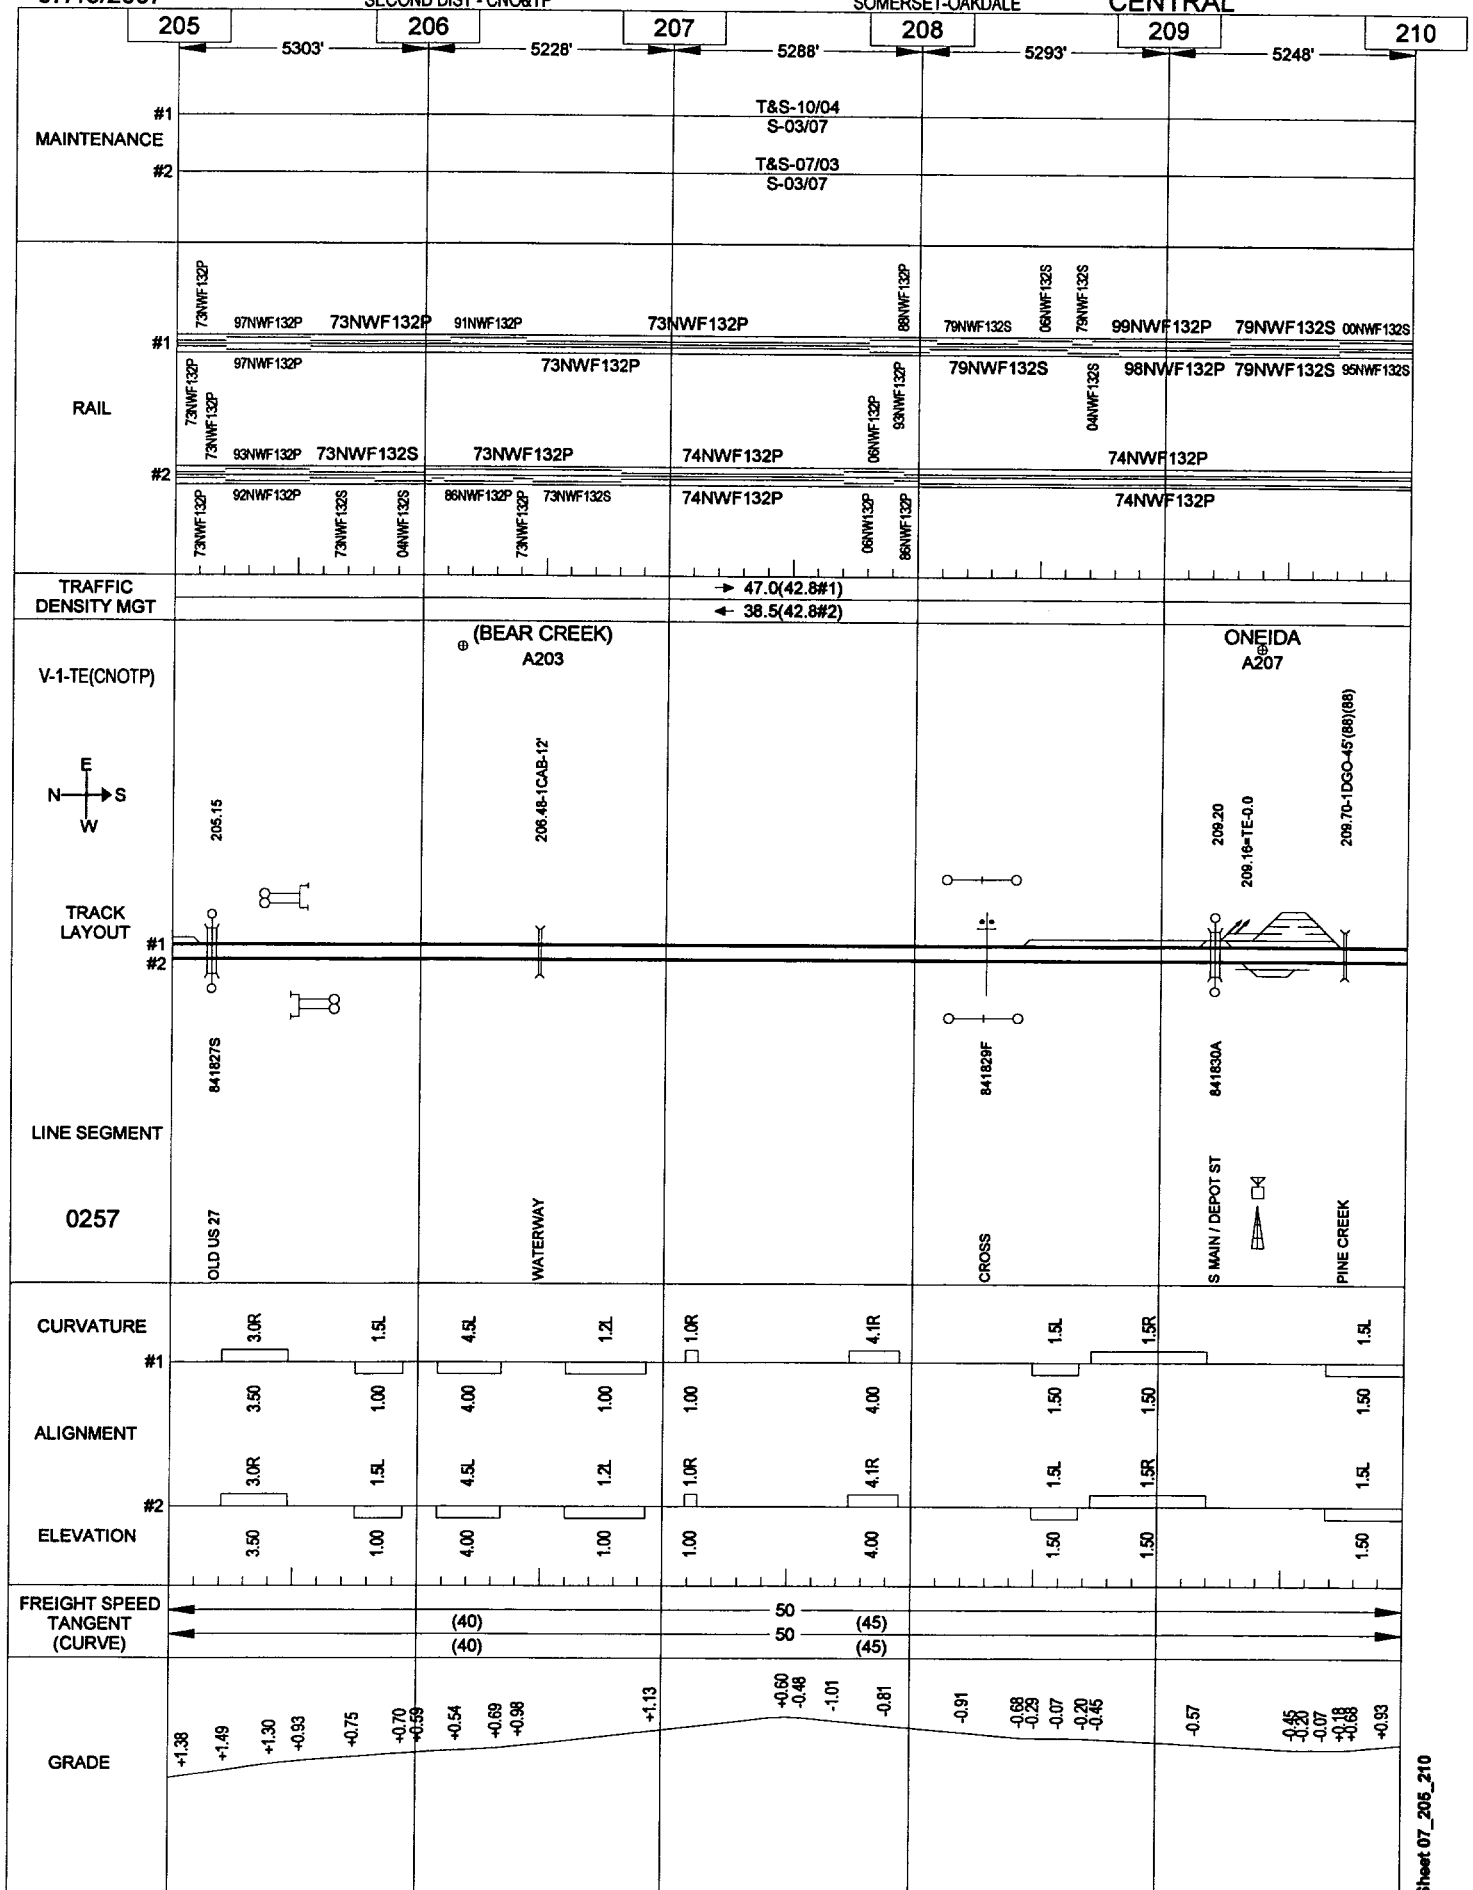 SECOND DIST - CNO&TP
SOMERSET-OAKDALE
CENTRAL
205 206 207 208 209 210
5303' 5228' 5288' 5293' 5248'
MAINTENANCE
#1
T&S-10/04
S-03/07
#2
T&S-07/03
S-03/07
RAIL
73NWF132P 88NWF132P 06NWF132S 79NWF132S
97NWF132P 73NWF132P 91NWF132P 73NWF132P 79NWF132S 99NWF132P 79NWF132S 00NWF132S
#1
97NWF132P 73NWF132P 79NWF132S 98NWF132P 79NWF132S 95NWF132S
73NWF132P 73NWF132P 06NWF132P 93NWF132P 04NWF132S
93NWF132P 73NWF132S 73NWF132P 74NWF132P 74NWF132P
#2
92NWF132P 86NWF132P 73NWF132S 74NWF132P 74NWF132P
73NWF132P 73NWF132S 04NWF132S 73NWF132P 06NW132P 86NWF132P
TRAFFIC
DENSITY MGT
→ 47.0(42.8#1)
← 38.5(42.8#2)
V-1-TE(CNOTP)
(BEAR CREEK)
A203
ONEIDA
A207
E
N S
W
205.15
206.48-1CAB-12'
209.20
209.16=TE-0.0
209.70-1DGO-45'(88)(88)
TRACK
LAYOUT
#1
#2
841827S
841829F
841830A
LINE SEGMENT
0257
OLD US 27
WATERWAY
CROSS
S MAIN / DEPOT ST
PINE CREEK
CURVATURE
3.0R 1.5L 4.5L 1.2L 1.0R 4.1R 1.5L 1.5R 1.5L
#1
3.50 1.00 4.00 1.00 1.00 4.00 1.50 1.50 1.50
ALIGNMENT
3.0R 1.5L 4.5L 1.2L 1.0R 4.1R 1.5L 1.5R 1.5L
#2
ELEVATION
3.50 1.00 4.00 1.00 1.00 4.00 1.50 1.50 1.50
FREIGHT SPEED
TANGENT
(CURVE)
50
(40) (45)
50
(40) (45)
GRADE
+1.38 +1.49 +1.30 +0.93 +0.75 +0.70 +0.59 +0.54 +0.69 +0.98 +1.13 +0.60 -0.48 -1.01 -0.81 -0.91 -0.68 -0.29 -0.07 -0.20 -0.45 -0.57 -0.45 -0.20 -0.07 +0.18 +0.68 +0.93
Sheet 07_205_210